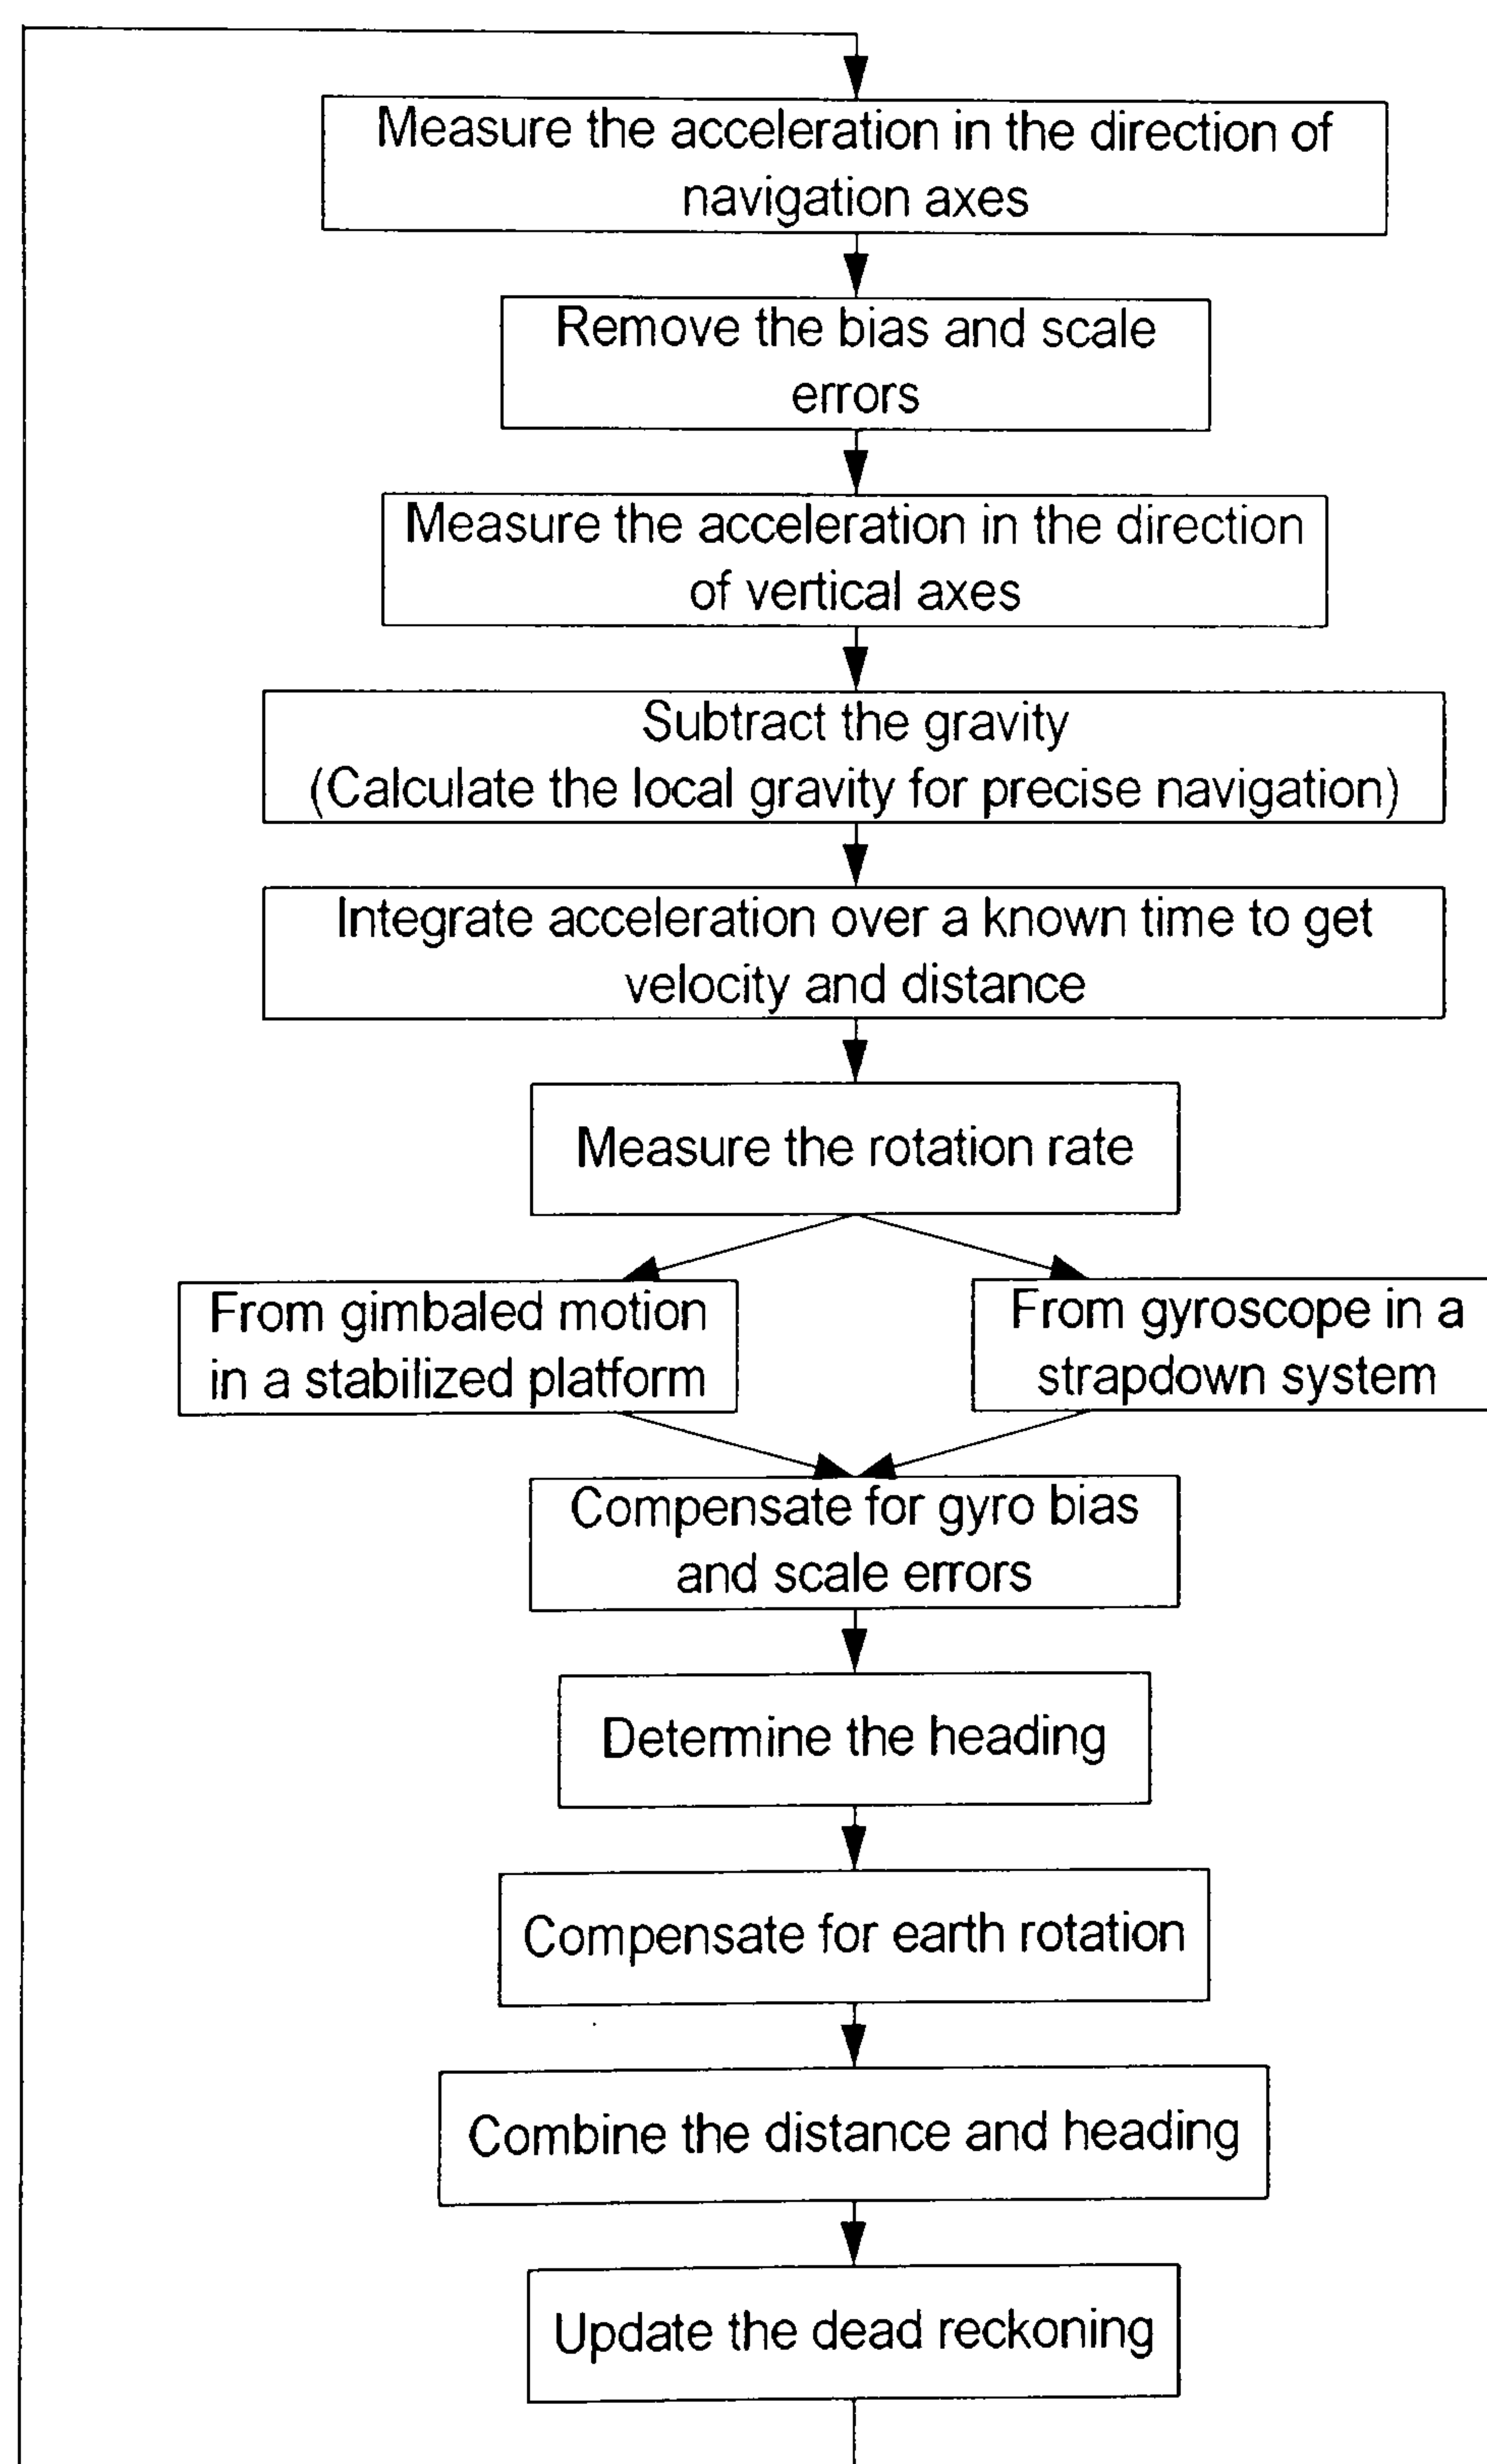 Measure the acceleration in the direction of
navigation axes
Remove the bias and scale
errors
Measure the acceleration in the direction
of vertical axes
Subtract the gravity
(Calculate the local gravity for precise navigation)
Integrate acceleration over a known time to get
velocity and distance
Measure the rotation rate
From gimbaled motion
in a stabilized platform
From gyroscope in a
strapdown system
Compensate for gyro bias
and scale errors
Determine the heading
Compensate for earth rotation
Combine the distance and heading
Update the dead reckoning